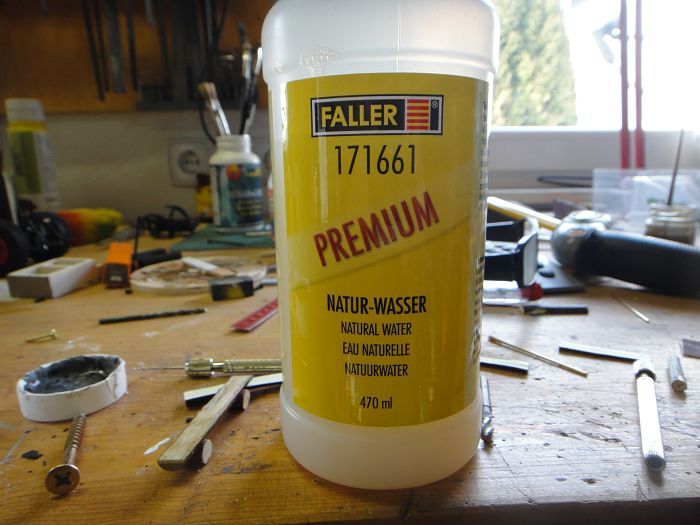 FALLER®
171661
PREMIUM
NATUR-WASSER
NATURAL WATER
EAU NATURELLE
NATUURWATER
470 ml